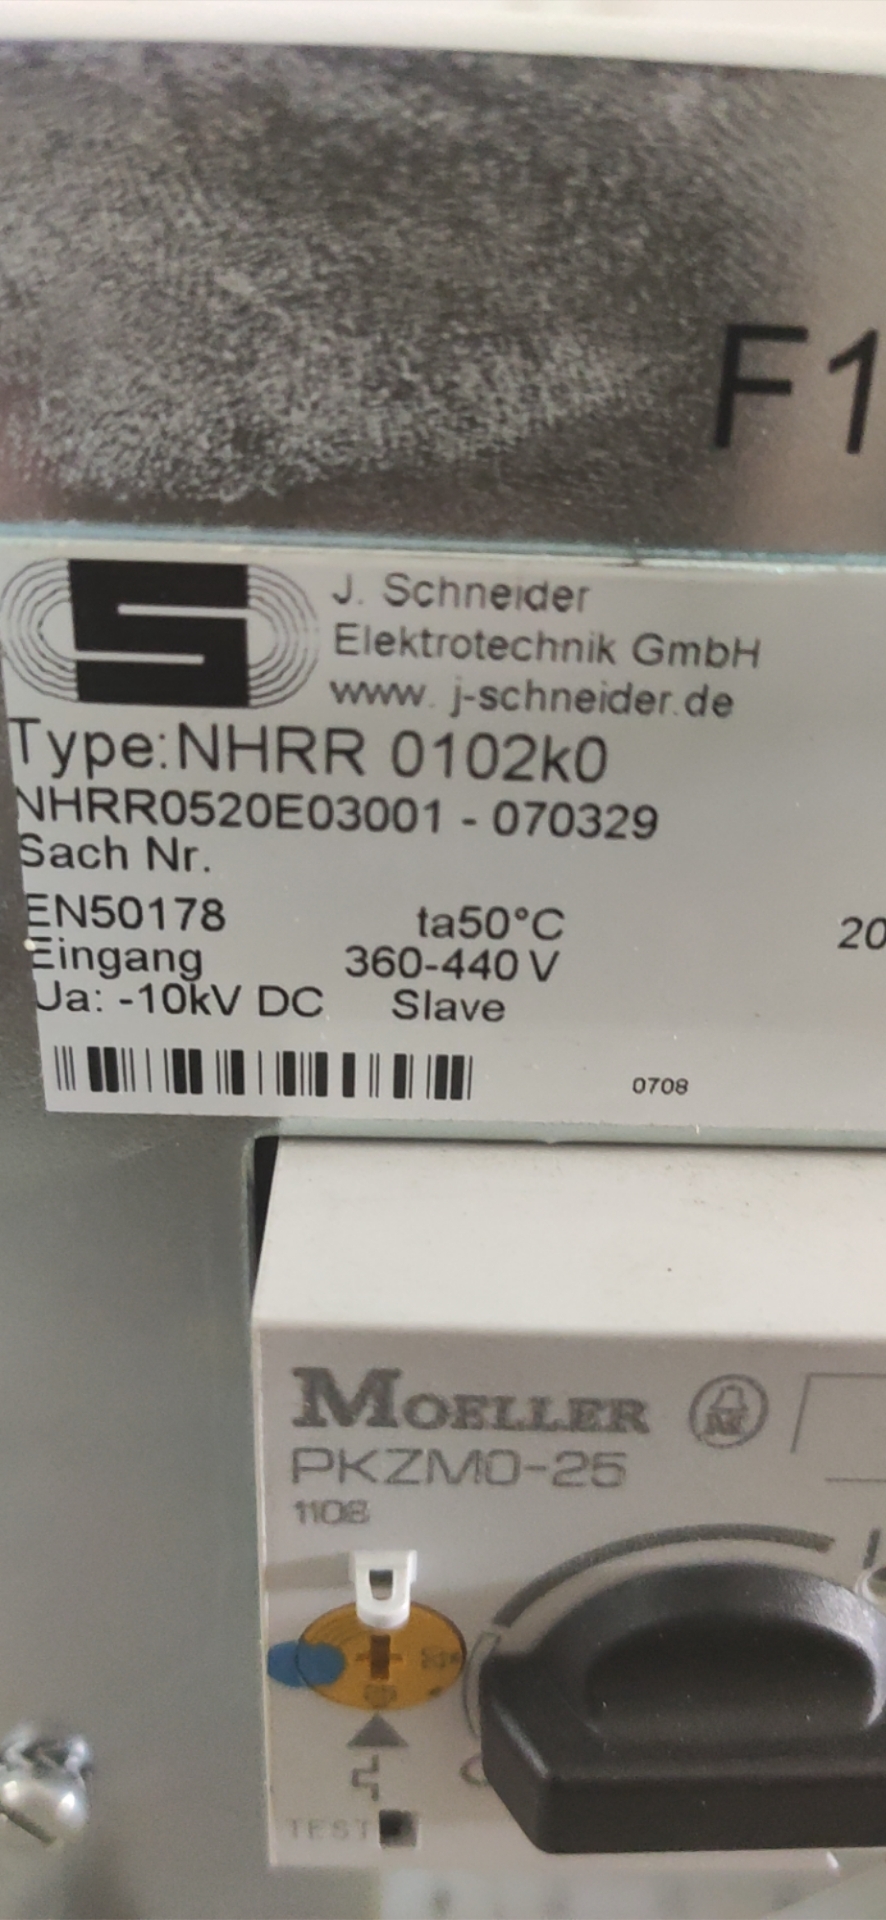 F1
J. Schneider
Elektrotechnik GmbH
www. j-schneider.de
Type:NHRR 0102k0
NHRR0520E03001 - 070329
Sach Nr.
EN50178 ta50°C 20
Eingang 360-440 V
Ua: -10kV DC Slave
0708
MOELLER
PKZM0-25
1108
TEST